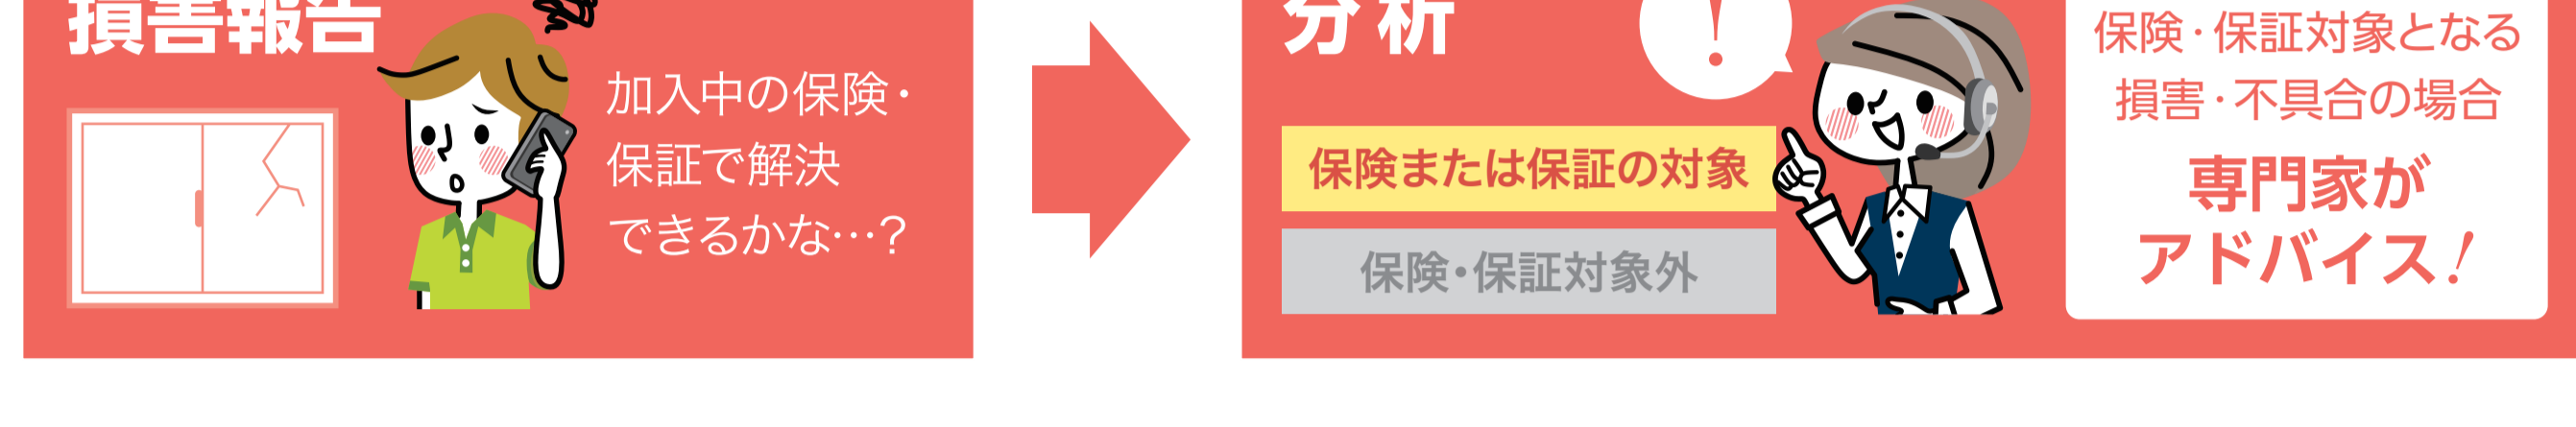 損害報告
加入中の保険・
保証で解決
できるかな…?
分析
!
保険または保証の対象
保険・保証対象外
保険・保証対象となる
損害・不具合の場合
専門家が
アドバイス!